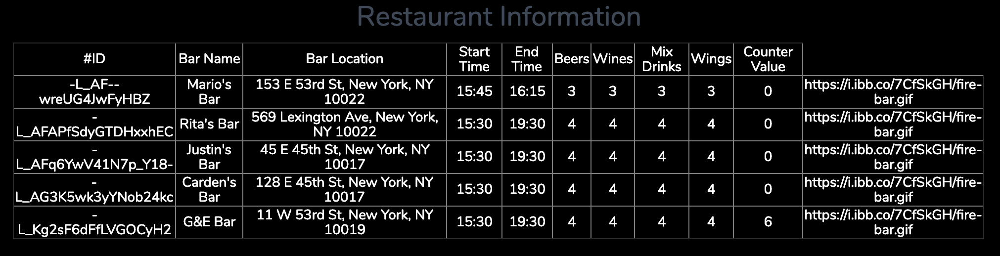 Restaurant Information
#ID Bar Name Bar Location Start Time End Time Beers Wines Mix Drinks Wings Counter Value
-L_AF--wreUG4JwFyHBZ Mario's Bar 153 E 53rd St, New York, NY 10022 15:45 16:15 3 3 3 3 0 https://i.ibb.co/7CfSkGH/fire-bar.gif
-L_AFAPfSdyGTDHxxhEC Rita's Bar 569 Lexington Ave, New York, NY 10022 15:30 19:30 4 4 4 4 0 https://i.ibb.co/7CfSkGH/fire-bar.gif
-L_AFq6YwV41N7p_Y18- Justin's Bar 45 E 45th St, New York, NY 10017 15:30 19:30 4 4 4 4 0 https://i.ibb.co/7CfSkGH/fire-bar.gif
-L_AG3K5wk3yYNob24kc Carden's Bar 128 E 45th St, New York, NY 10017 15:30 19:30 4 4 4 4 0 https://i.ibb.co/7CfSkGH/fire-bar.gif
-L_Kg2sF6dFfLVGOCyH2 G&E Bar 11 W 53rd St, New York, NY 10019 15:30 19:30 4 4 4 4 6 https://i.ibb.co/7CfSkGH/fire-bar.gif